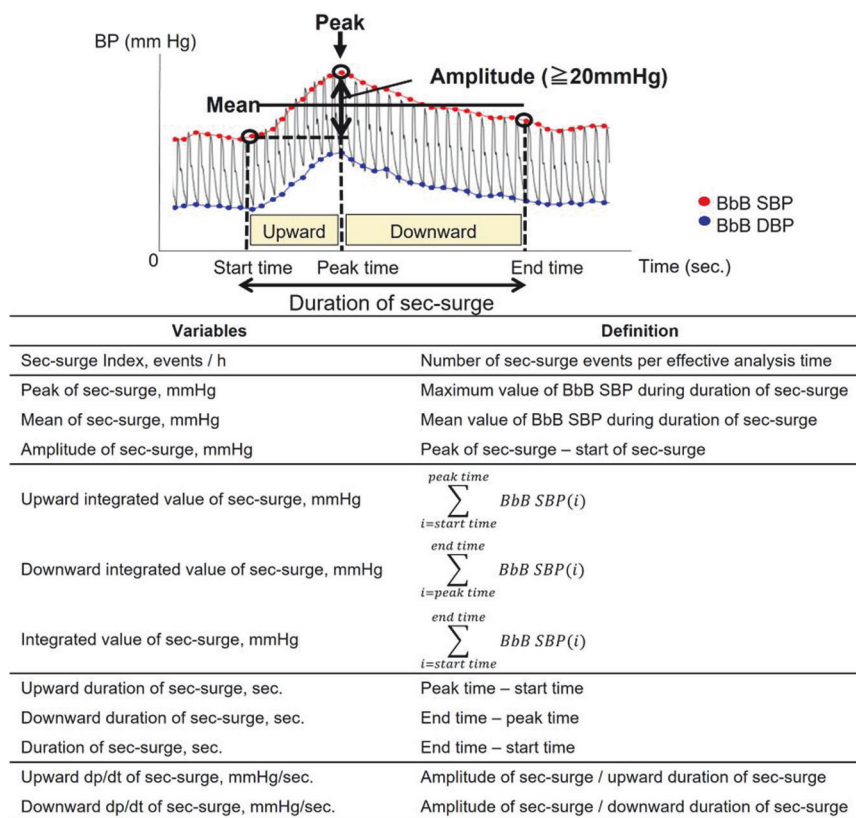 Peak
BP (mm Hg)
Amplitude (≧20mmHg)
Mean
BbB SBP
BbB DBP
Upward Downward
0
Start time Peak time End time Time (sec.)
Duration of sec-surge
Variables Definition
Sec-surge Index, events / h Number of sec-surge events per effective analysis time
Peak of sec-surge, mmHg Maximum value of BbB SBP during duration of sec-surge
Mean of sec-surge, mmHg Mean value of BbB SBP during duration of sec-surge
Amplitude of sec-surge, mmHg Peak of sec-surge – start of sec-surge
peak time
Upward integrated value of sec-surge, mmHg ∑ BbB SBP(i)
i=start time
end time
Downward integrated value of sec-surge, mmHg ∑ BbB SBP(i)
i=peak time
end time
Integrated value of sec-surge, mmHg ∑ BbB SBP(i)
i=start time
Upward duration of sec-surge, sec. Peak time – start time
Downward duration of sec-surge, sec. End time – peak time
Duration of sec-surge, sec. End time – start time
Upward dp/dt of sec-surge, mmHg/sec. Amplitude of sec-surge / upward duration of sec-surge
Downward dp/dt of sec-surge, mmHg/sec. Amplitude of sec-surge / downward duration of sec-surge